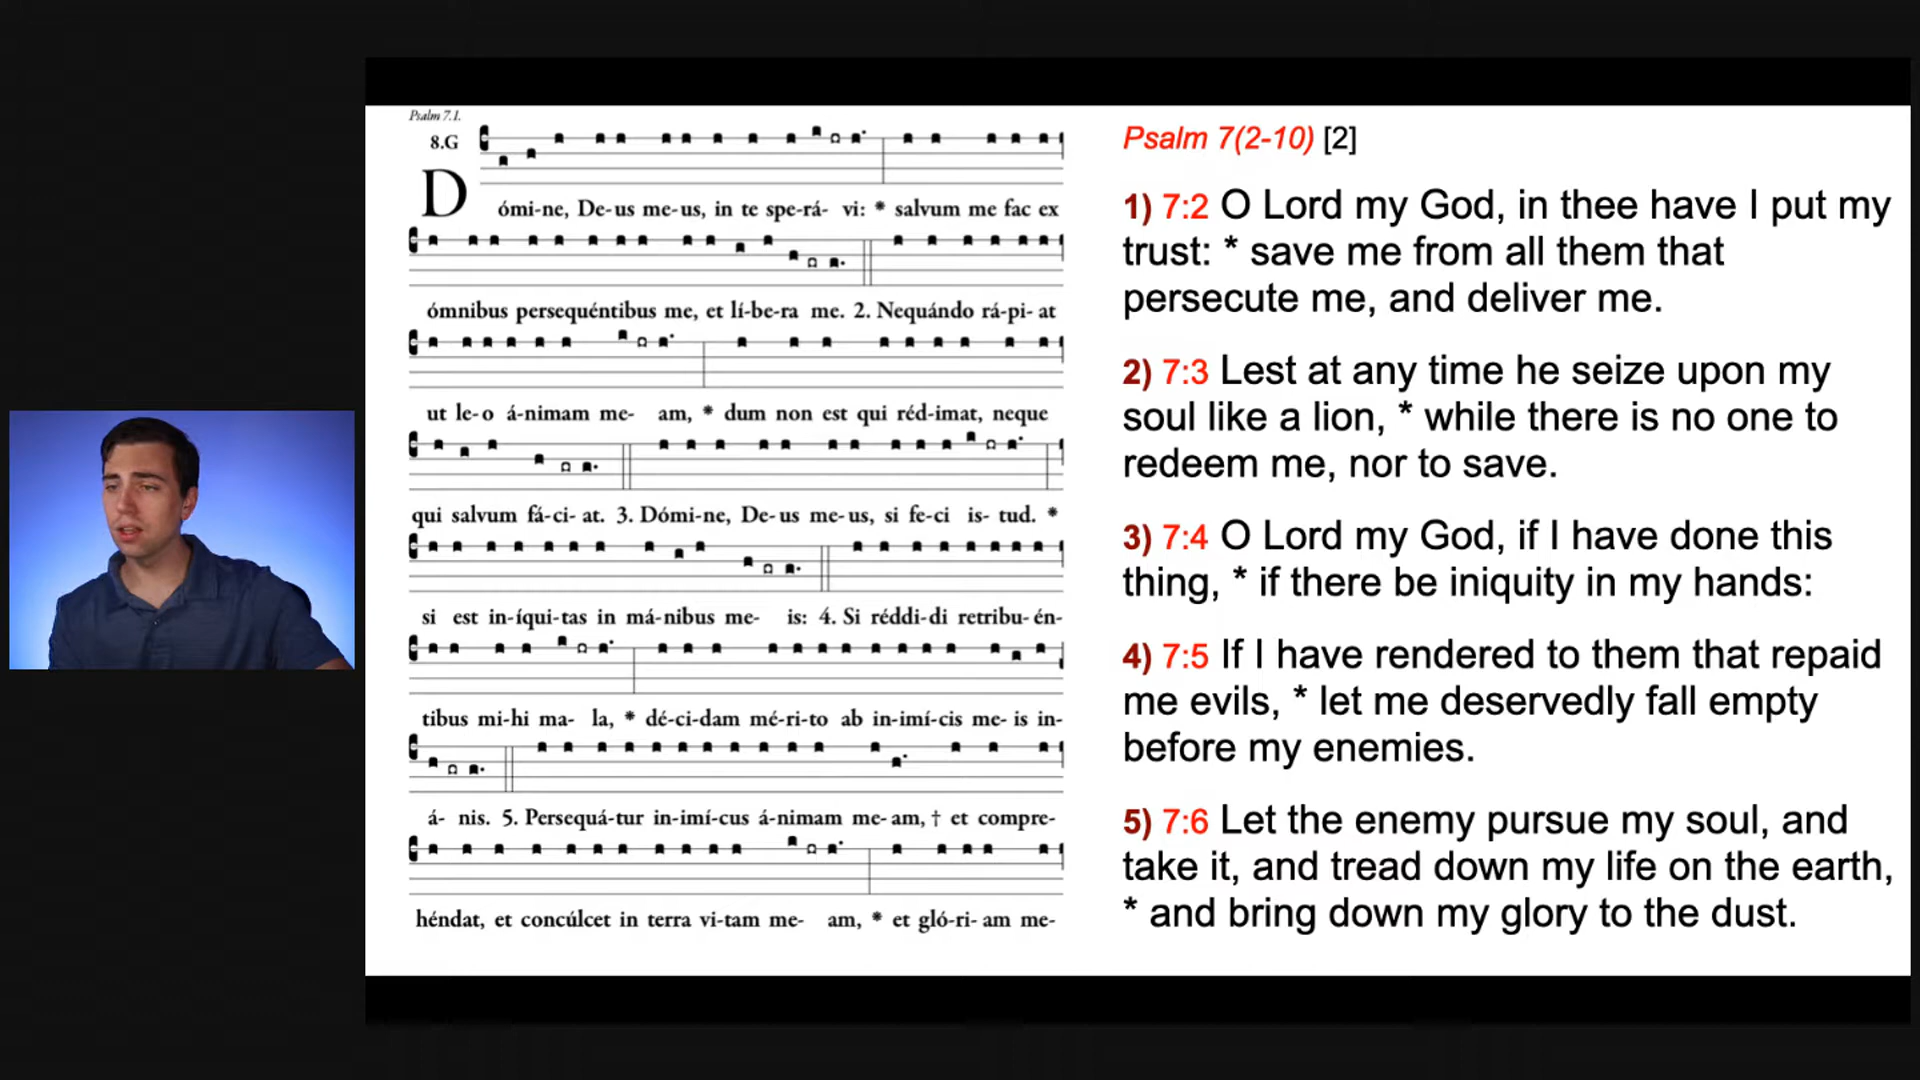 Psalm 7.1.
8.G
Dómi-ne, De-us me-us, in te spe-rá- vi: * salvum me fac ex
ómnibus persequéntibus me, et lí-be-ra me. 2. Nequándo rá-pi- at
ut le-o á-nimam me- am, * dum non est qui réd-imat, neque
qui salvum fá-ci- at. 3. Dómi-ne, De- us me-us, si fe-ci is- tud. *
si est in-íqui-tas in má-nibus me- is: 4. Si réddi-di retribu-én-
tibus mi-hi ma- la, * dé-ci-dam mé-ri-to ab in-imí-cis me- is in-
á- nis. 5. Persequá-tur in-imí-cus á-nimam me- am, † et compre-
héndat, et concúlcet in terra vi-tam me- am, * et gló-ri- am me-
Psalm 7(2-10) [2]
1) 7:2 O Lord my God, in thee have I put my
trust: * save me from all them that
persecute me, and deliver me.
2) 7:3 Lest at any time he seize upon my
soul like a lion, * while there is no one to
redeem me, nor to save.
3) 7:4 O Lord my God, if I have done this
thing, * if there be iniquity in my hands:
4) 7:5 If I have rendered to them that repaid
me evils, * let me deservedly fall empty
before my enemies.
5) 7:6 Let the enemy pursue my soul, and
take it, and tread down my life on the earth,
* and bring down my glory to the dust.